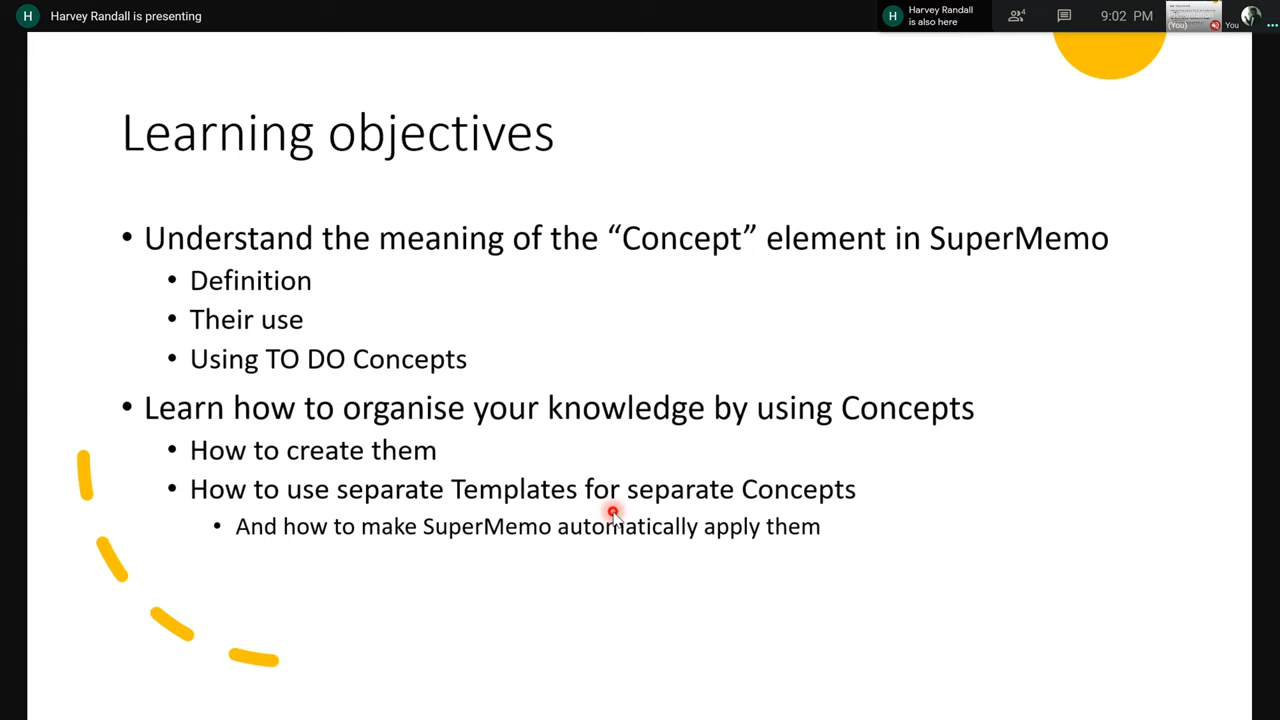 H Harvey Randall is presenting
H Harvey Randall is also here
4
9:02 PM
(You)
You
Learning objectives
• Understand the meaning of the “Concept” element in SuperMemo
• Definition
• Their use
• Using TO DO Concepts
• Learn how to organise your knowledge by using Concepts
• How to create them
• How to use separate Templates for separate Concepts
• And how to make SuperMemo automatically apply them